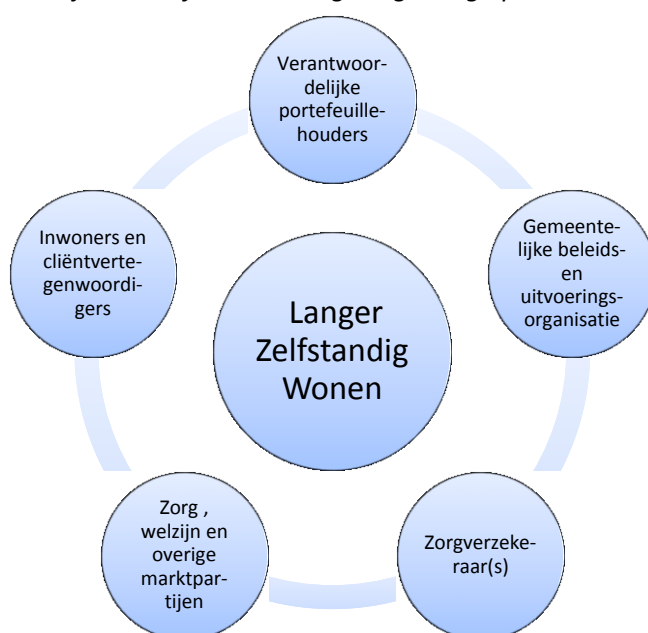 Verantwoor-
delijke
portefeuille-
houders
Gemeente-
lijke beleids-
en
uitvoerings-
organisatie
Inwoners en
cliëntverte-
genwoordi-
gers
Langer
Zelfstandig
Wonen
Zorg ,
welzijn en
overige
marktpar-
tijen
Zorgverzeke-
raar(s)